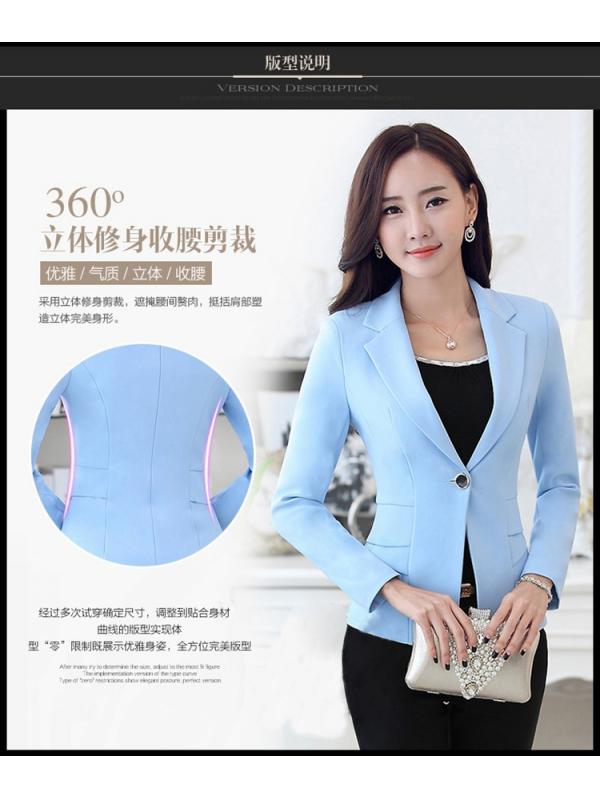 版型说明
VERSION DESCRIPTION
360°
立体修身收腰剪裁
优雅 / 气质 / 立体 / 收腰
采用立体修身剪裁，遮掩腰间赘肉，挺括肩部塑
造立体完美身形。
经过多次试穿确定尺寸，调整到贴合身材
曲线的版型实现体
型“零”限制既展示优雅身姿，全方位完美版型
After many try to determine the size, adjust to the most fit figure
The implementation version of the type curve
Type of "zero" restrictions show elegant posture, perfect version